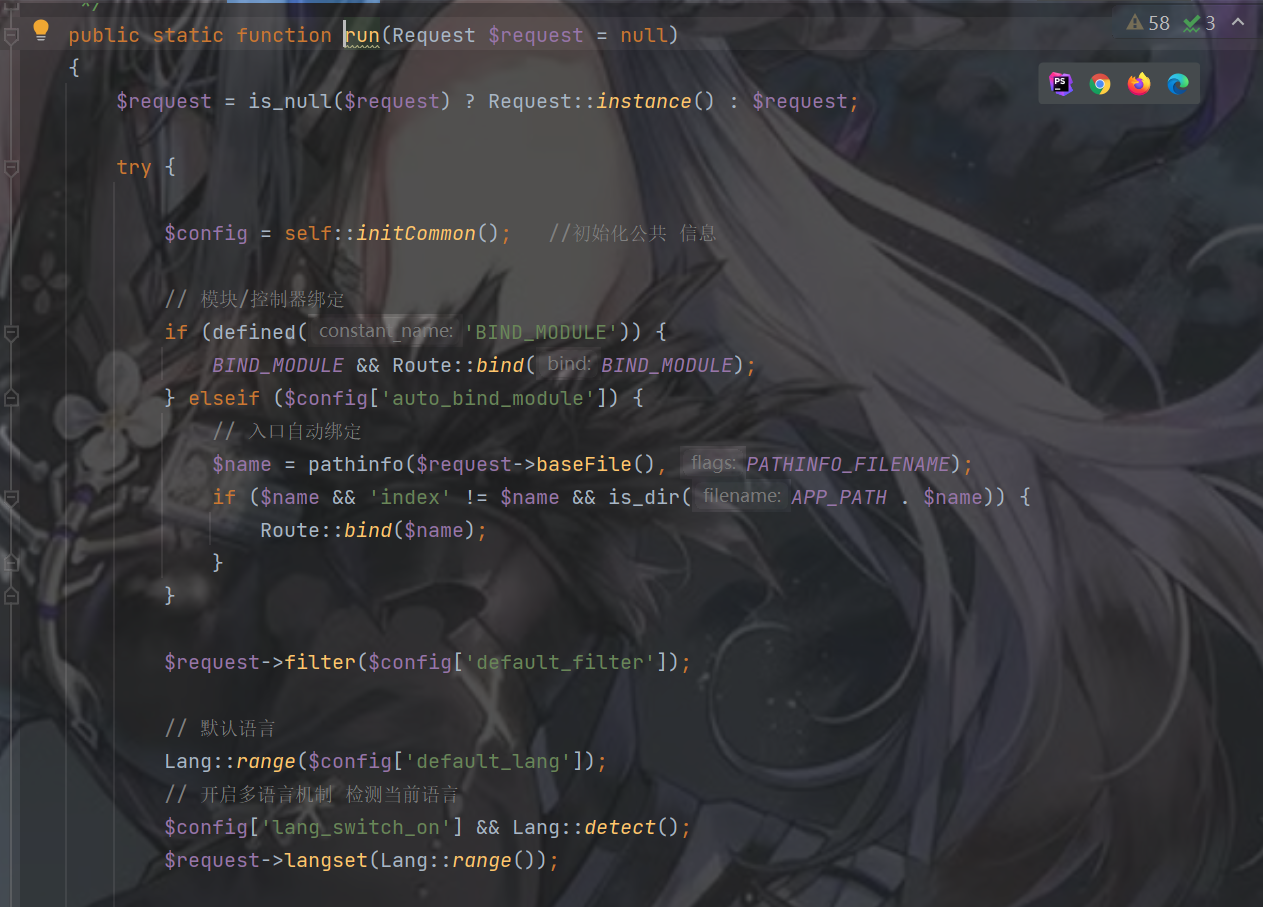 */
public static function run(Request $request = null)
58 3
{
PS
$request = is_null($request) ? Request::instance() : $request;
try {
$config = self::initCommon();   //初始化公共 信息
// 模块/控制器绑定
if (defined( constant_name: 'BIND_MODULE')) {
BIND_MODULE && Route::bind( bind: BIND_MODULE);
} elseif ($config['auto_bind_module']) {
// 入口自动绑定
$name = pathinfo($request->baseFile(), flags: PATHINFO_FILENAME);
if ($name && 'index' != $name && is_dir( filename: APP_PATH . $name)) {
Route::bind($name);
}
}
$request->filter($config['default_filter']);
// 默认语言
Lang::range($config['default_lang']);
// 开启多语言机制 检测当前语言
$config['lang_switch_on'] && Lang::detect();
$request->langset(Lang::range());